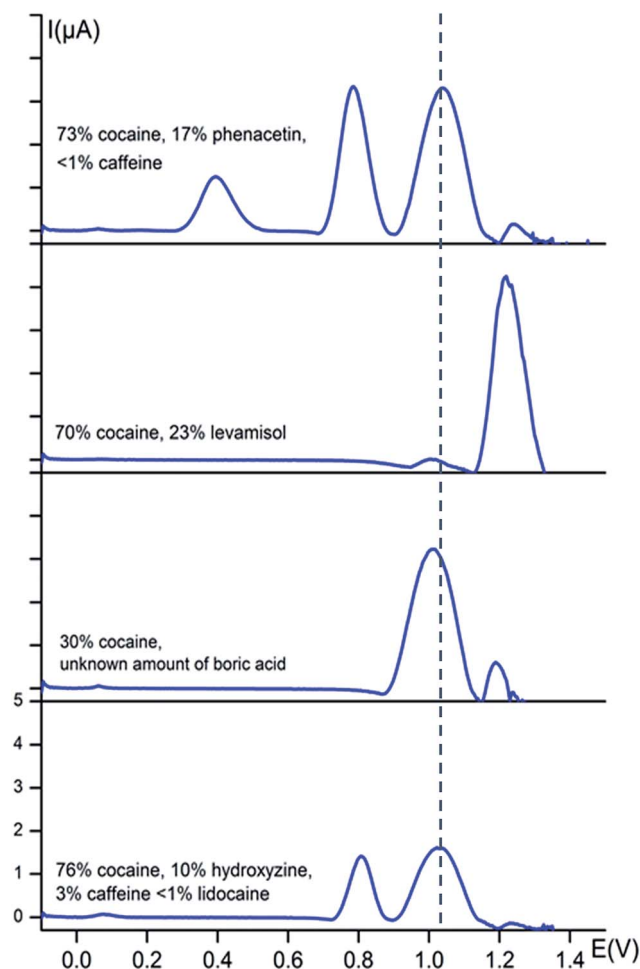 I(µA)
73% cocaine, 17% phenacetin,
<1% caffeine
70% cocaine, 23% levamisol
30% cocaine,
unknown amount of boric acid
5
4
3
2
1
0
76% cocaine, 10% hydroxyzine,
3% caffeine <1% lidocaine
0.0 0.2 0.4 0.6 0.8 1.0 1.2 1.4 E(V)